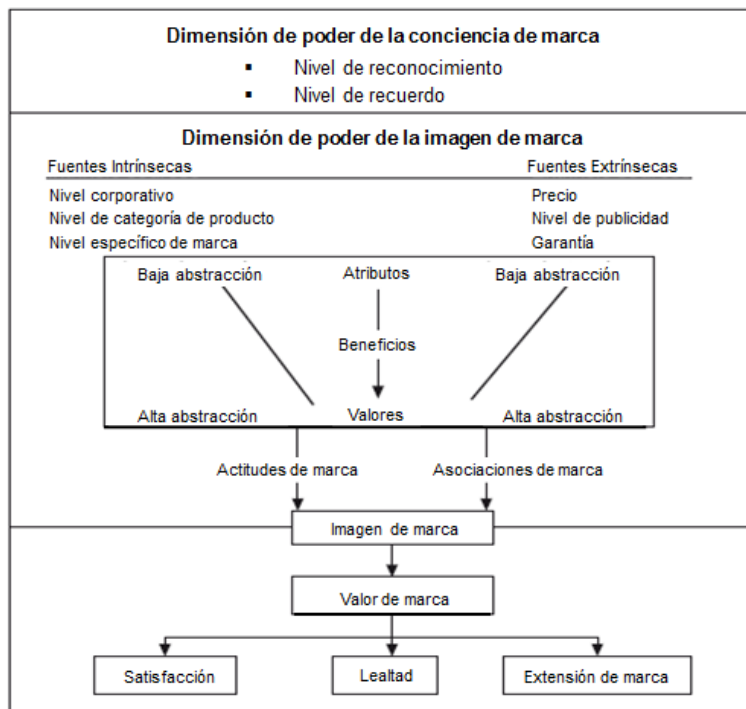 Dimensión de poder de la conciencia de marca
▪ Nivel de reconocimiento
▪ Nivel de recuerdo
Dimensión de poder de la imagen de marca
Fuentes Intrínsecas Fuentes Extrínsecas
Nivel corporativo Precio
Nivel de categoría de producto Nivel de publicidad
Nivel específico de marca Garantía
Baja abstracción Atributos Baja abstracción
Beneficios
Alta abstracción Valores Alta abstracción
Actitudes de marca Asociaciones de marca
Imagen de marca
Valor de marca
Satisfacción Lealtad Extensión de marca